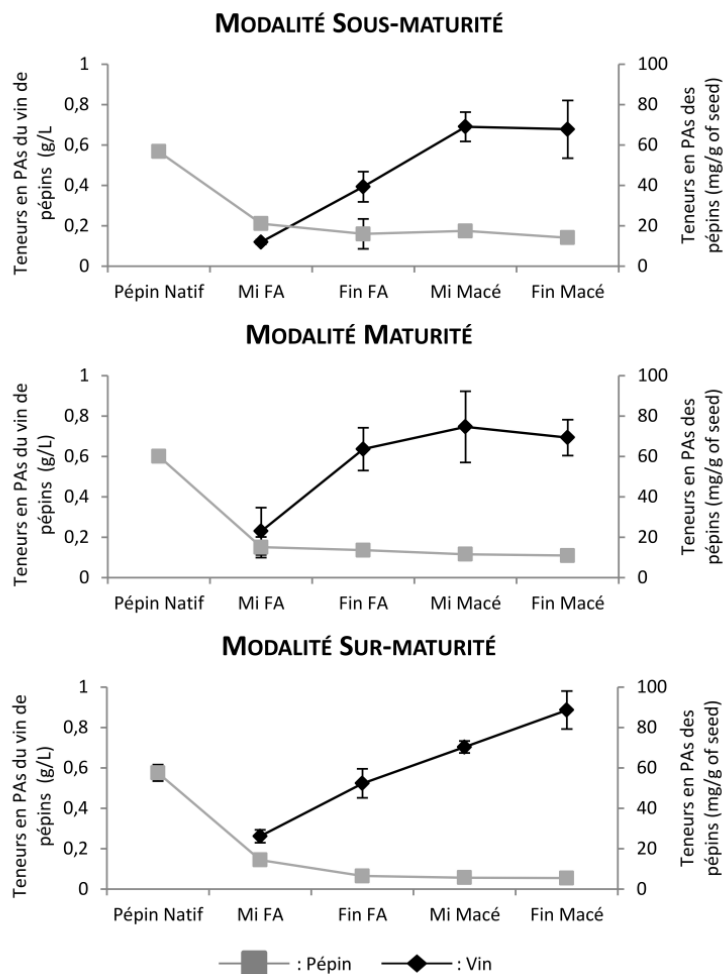 MODALITÉ SOUS-MATURITÉ
Teneurs en PAs du vin de
pépins (g/L
1
0,8
0,6
0,4
0,2
0
100
80
60
40
20
0
Teneurs en PAs des
pépins (mg/g of seed)
Pépin Natif Mi FA Fin FA Mi Macé Fin Macé
MODALITÉ MATURITÉ
Teneurs en PAs du vin de
pépins (g/L)
1
0,8
0,6
0,4
0,2
0
100
80
60
40
20
0
Teneurs en PAs des
pépins (mg/g of seed)
Pépin Natif Mi FA Fin FA Mi Macé Fin Macé
MODALITÉ SUR-MATURITÉ
Teneurs en PAs du vin de
pépins (g/L)
1
0,8
0,6
0,4
0,2
0
100
80
60
40
20
0
Teneurs en PAs des
pépins (mg/g of seed)
Pépin Natif Mi FA Fin FA Mi Macé Fin Macé
: Pépin : Vin